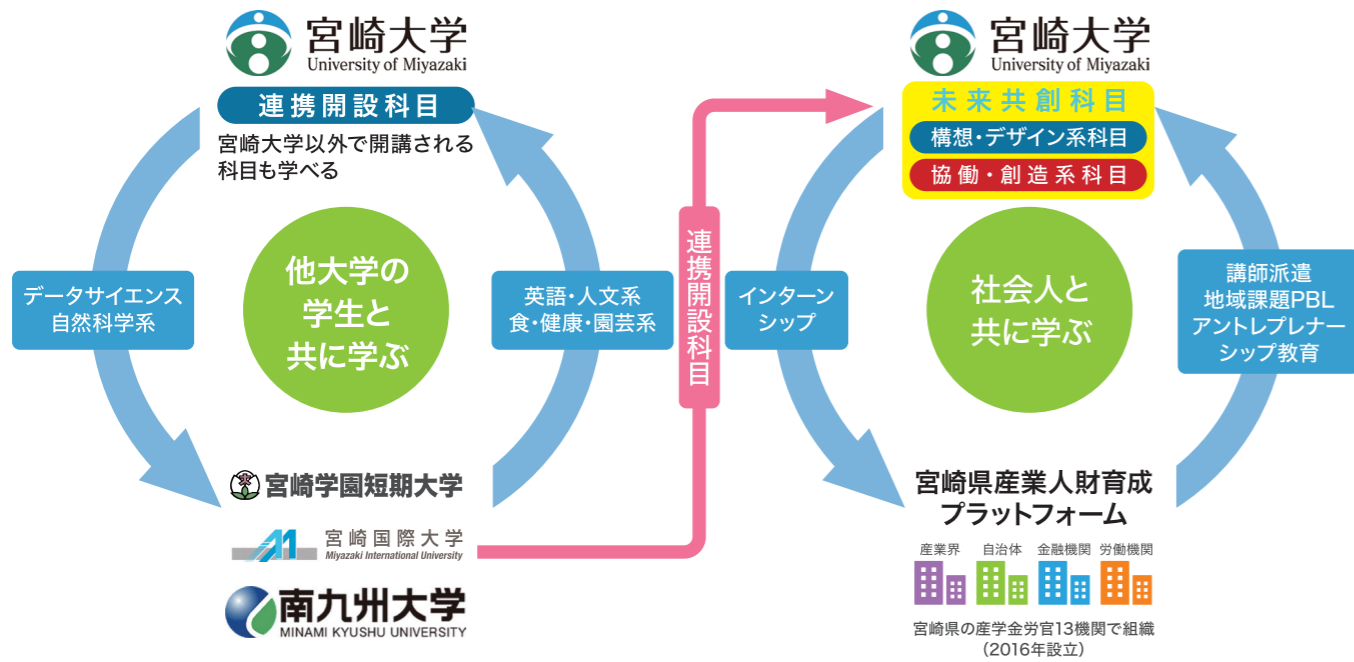 宮崎大学
University of Miyazaki
連携開設科目
宮崎大学以外で開講される
科目も学べる
データサイエンス
自然科学系
他大学の
学生と
共に学ぶ
英語・人文系
食・健康・園芸系
宮崎学園短期大学
宮崎国際大学
Miyazaki International University
南九州大学
MINAMI KYUSHU UNIVERSITY
連携開設科目
宮崎大学
University of Miyazaki
未来共創科目
構想・デザイン系科目
協働・創造系科目
インターン
シップ
社会人と
共に学ぶ
講師派遣
地域課題PBL
アントレプレナー
シップ教育
宮崎県産業人財育成
プラットフォーム
産業界 自治体 金融機関 労働機関
宮崎県の産学金労官13機関で組織
（2016年設立）